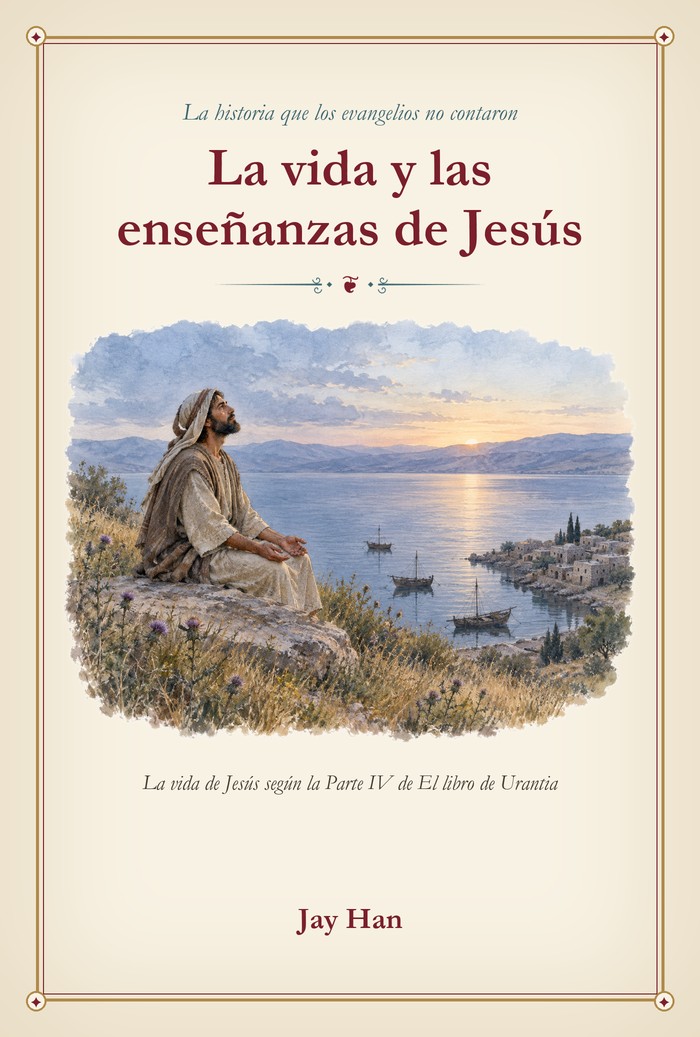 La historia que los evangelios no contaron
La vida y las
enseñanzas de Jesús
La vida de Jesús según la Parte IV de El libro de Urantia
Jay Han